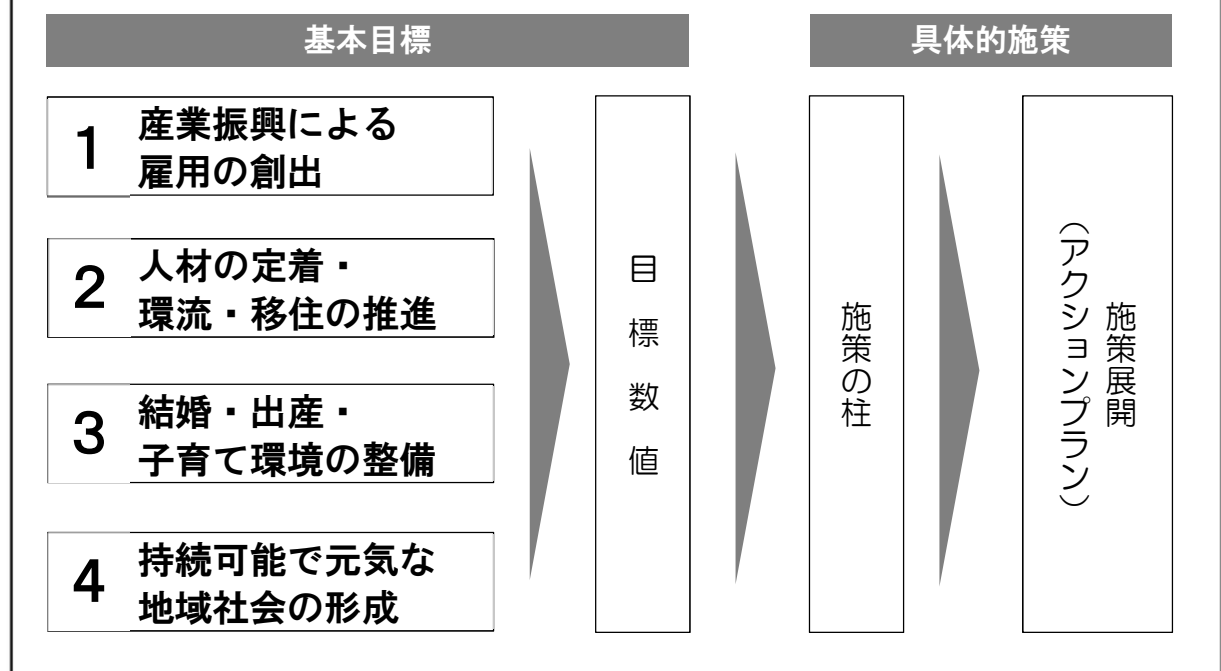 基本目標
具体的施策
1
産業振興による
雇用の創出
2
人材の定着・
環流・移住の推進
3
結婚・出産・
子育て環境の整備
4
持続可能で元気な
地域社会の形成
目標数値
施策の柱
施策展開
（アクションプラン）